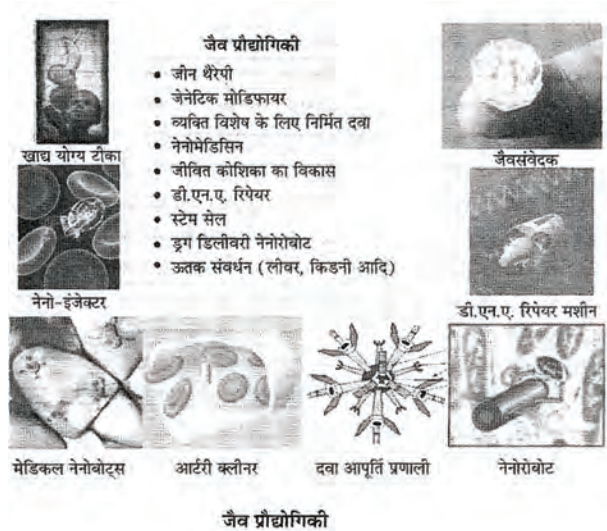 जैव प्रौद्योगिकी
• जीन थैरेपी
• जेनेटिक मोडिफायर
• व्यक्ति विशेष के लिए निर्मित दवा
• नेनोमेडिसिन
• जीवित कोशिका का विकास
• डी.एन.ए. रिपेयर
• स्टेम सेल
• ड्रग डिलीवरी नेनोरोबोट
• ऊतक संवर्धन (लीवर, किडनी आदि)
खाद्य योग्य टीका
जैवसंवेदक
नेनो-इंजेक्टर
डी.एन.ए. रिपेयर मशीन
मेडिकल नेनोबोट्स
आर्टरी क्लीनर
दवा आपूर्ति प्रणाली
नेनोरोबोट
जैव प्रौद्योगिकी